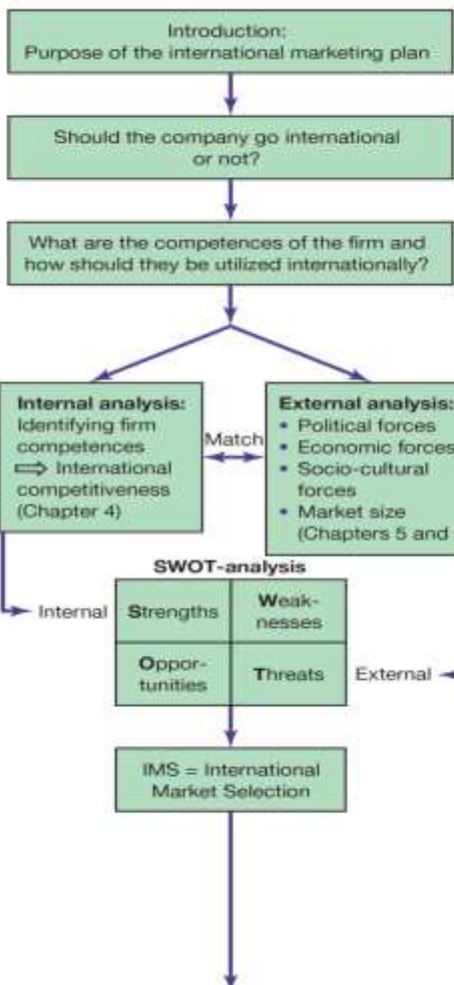 Introduction:
Purpose of the international marketing plan
Should the company go international
or not?
What are the competences of the firm and
how should they be utilized internationally?
Internal analysis:
Identifying firm
competences
⇨ International
competitiveness
(Chapter 4)
Match
External analysis:
• Political forces
• Economic forces
• Socio-cultural
forces
• Market size
(Chapters 5 and
SWOT-analysis
Internal
Strengths
Weak-
nesses
Oppor-
tunities
Threats
External
IMS = International
Market Selection